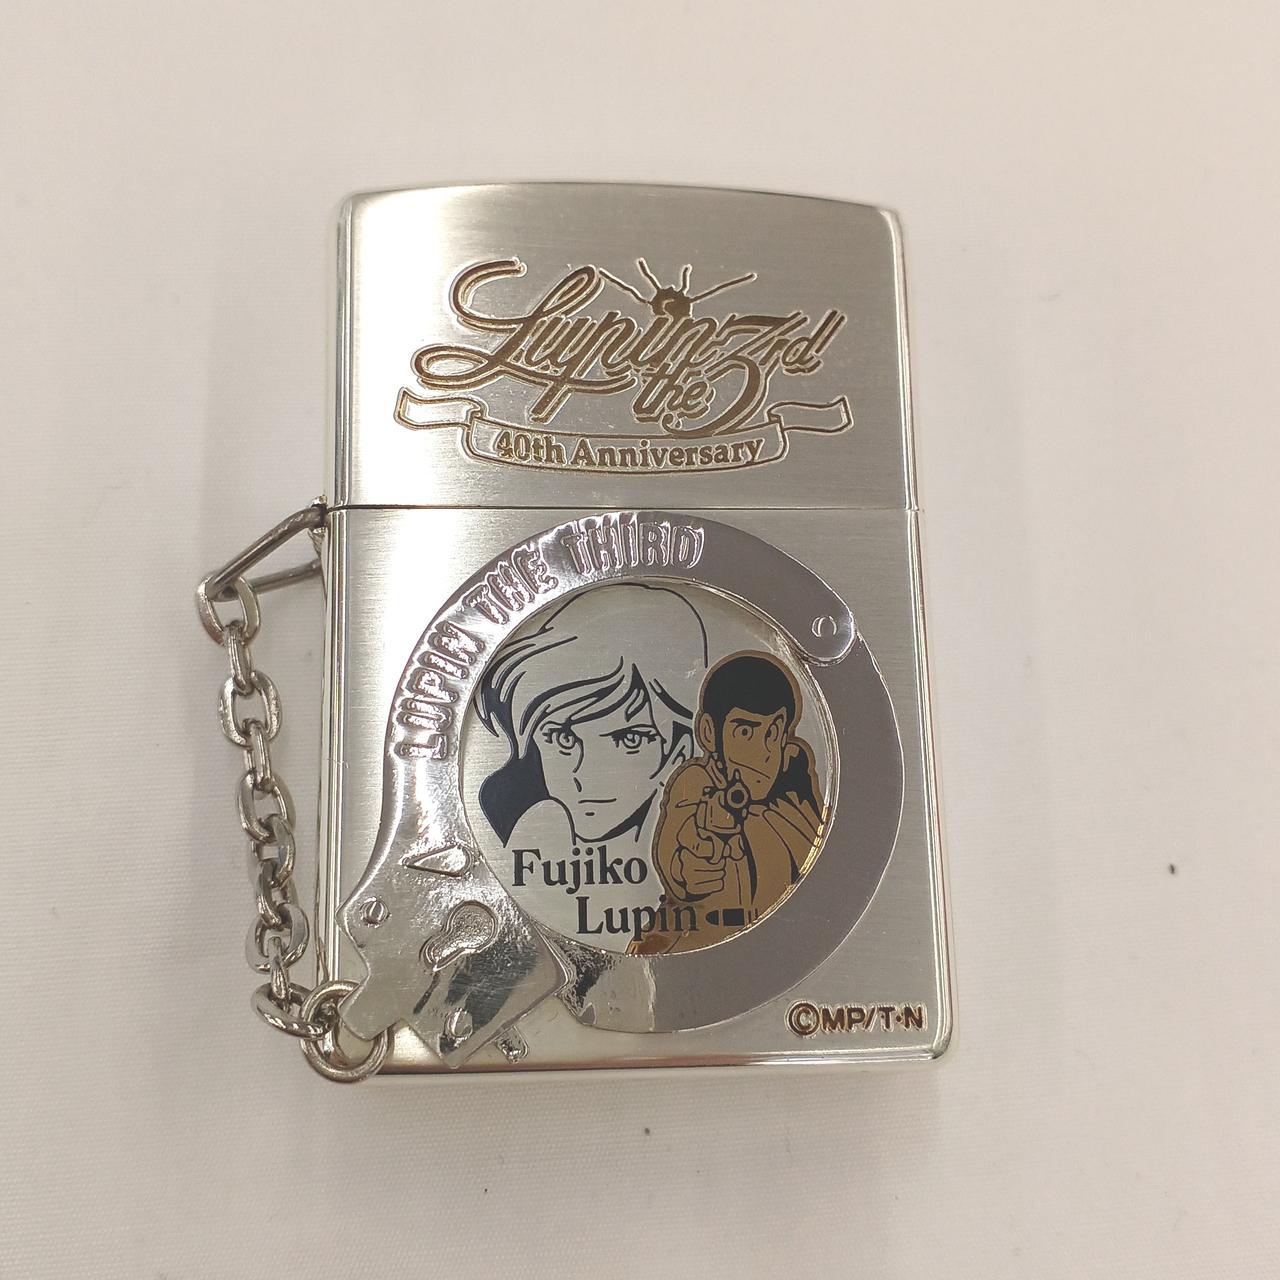 Lupin the 3rd
40th Anniversary
LUPIN THE THIRD
Fujiko
Lupin
©MP/T·N